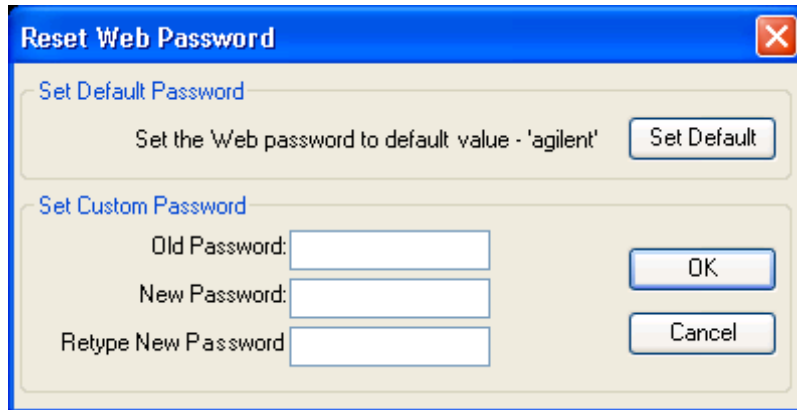 Reset Web Password
Set Default Password
Set the Web password to default value - 'agilent'
Set Default
Set Custom Password
Old Password:
New Password:
Retype New Password
OK
Cancel